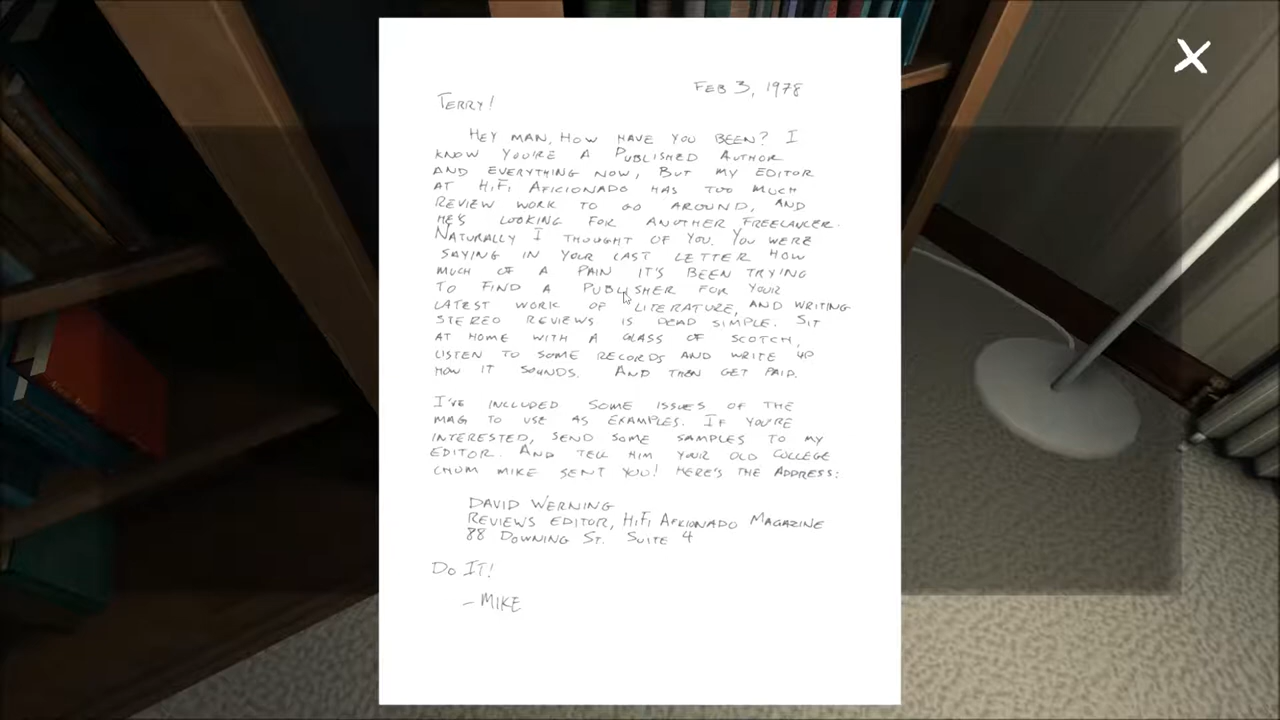 FEB 3, 1978
TERRY!
HEY MAN, HOW HAVE YOU BEEN? I
KNOW YOU'RE A PUBLISHED AUTHOR
AND EVERYTHING NOW, BUT MY EDITOR
AT HIFI AFICIONADO HAS TOO MUCH
REVIEW WORK TO GO AROUND, AND
HE'S LOOKING FOR ANOTHER FREELANCER.
NATURALLY I THOUGHT OF YOU. YOU WERE
SAYING IN YOUR LAST LETTER HOW
MUCH OF A PAIN IT'S BEEN TRYING
TO FIND A PUBLISHER FOR YOUR
LATEST WORK OF LITERATURE, AND WRITING
STEREO REVIEWS IS DEAD SIMPLE. SIT
AT HOME WITH A GLASS OF SCOTCH,
LISTEN TO SOME RECORDS AND WRITE UP
HOW IT SOUNDS. AND THEN GET PAID.
I'VE INCLUDED SOME ISSUES OF THE
MAG TO USE AS EXAMPLES. IF YOU'RE
INTERESTED, SEND SOME SAMPLES TO MY
EDITOR. AND TELL HIM YOUR OLD COLLEGE
CHUM MIKE SENT YOU! HERE'S THE ADDRESS:
DAVID WERNING
REVIEWS EDITOR, HIFI AFICIONADO MAGAZINE
88 DOWNING ST. SUITE 4
DO IT!
- MIKE